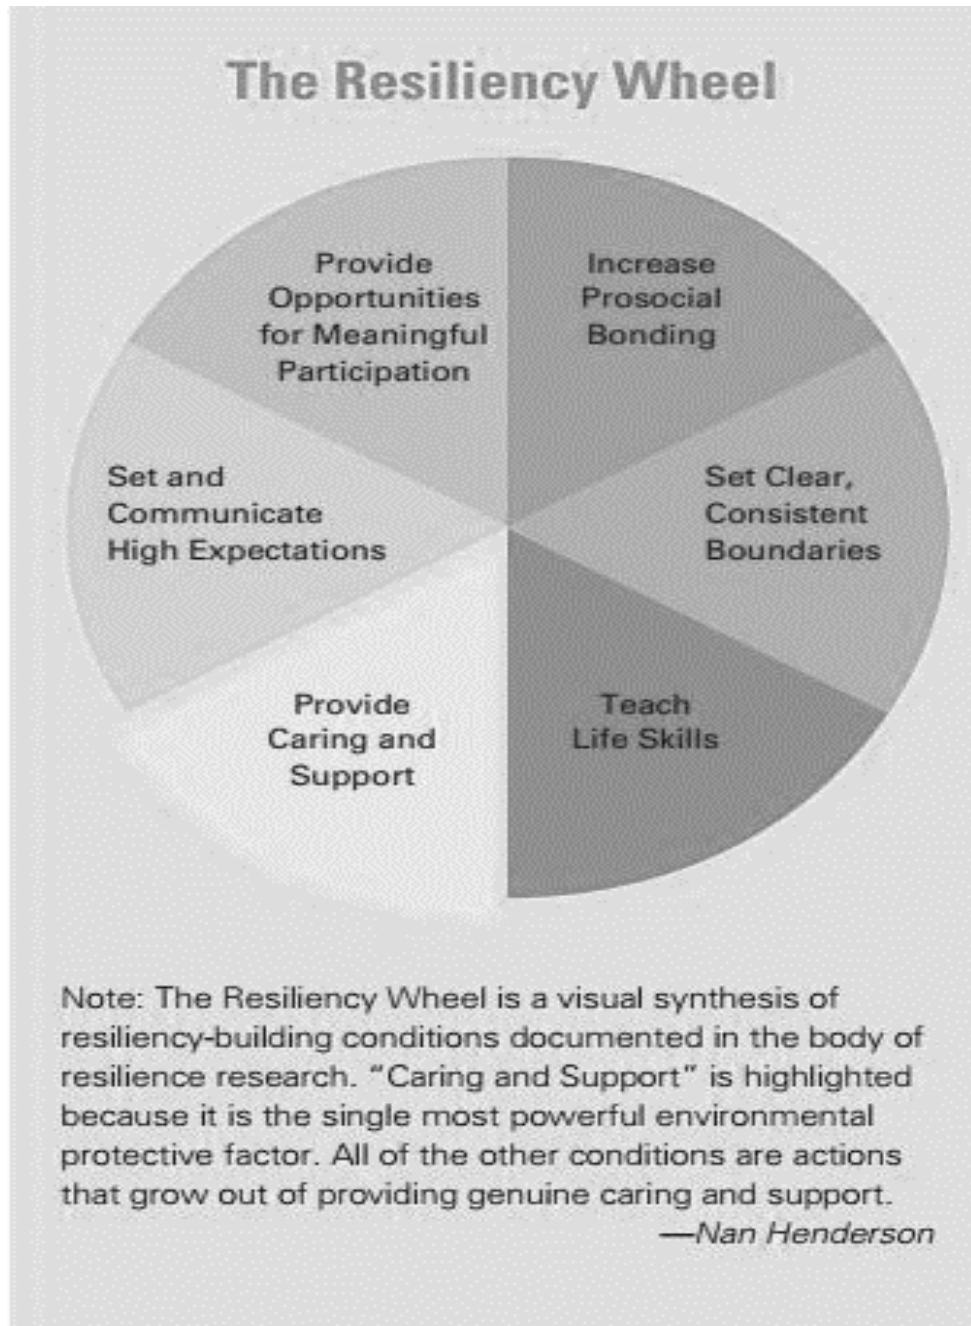 The Resiliency Wheel
Provide
Opportunities
for Meaningful
Participation
Increase
Prosocial
Bonding
Set and
Communicate
High Expectations
Set Clear,
Consistent
Boundaries
Provide
Caring and
Support
Teach
Life Skills
Note: The Resiliency Wheel is a visual synthesis of
resiliency-building conditions documented in the body of
resilience research. “Caring and Support” is highlighted
because it is the single most powerful environmental
protective factor. All of the other conditions are actions
that grow out of providing genuine caring and support.
—Nan Henderson